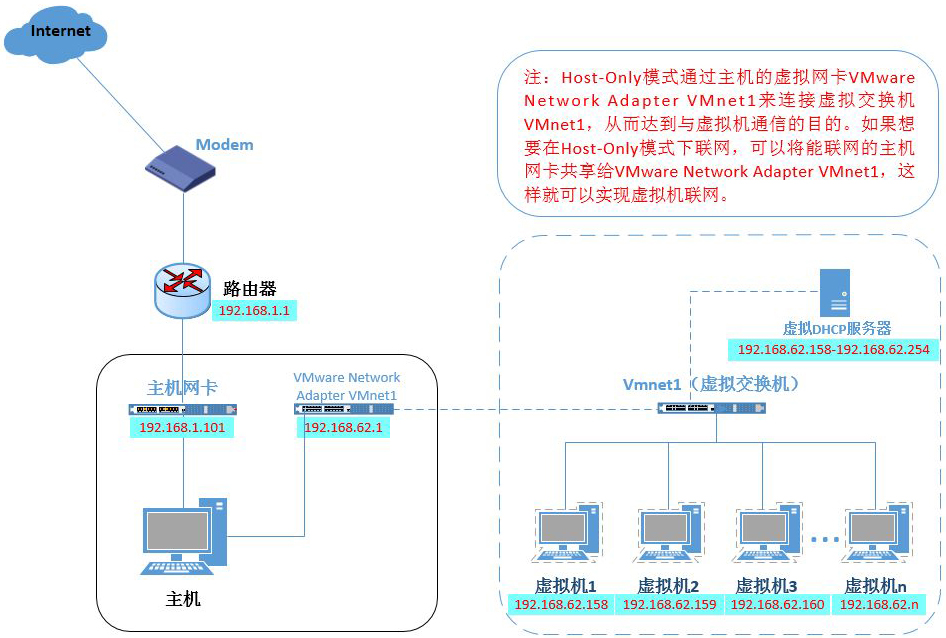 Internet
Modem
注：Host-Only模式通过主机的虚拟网卡VMware
Network Adapter VMnet1来连接虚拟交换机
VMnet1，从而达到与虚拟机通信的目的。如果想
要在Host-Only模式下联网，可以将能联网的主机
网卡共享给VMware Network Adapter VMnet1，这
样就可以实现虚拟机联网。
路由器
192.168.1.1
虚拟DHCP服务器
192.168.62.158-192.168.62.254
主机网卡
192.168.1.101
VMware Network
Adapter VMnet1
192.168.62.1
Vmnet1（虚拟交换机）
主机
虚拟机1
192.168.62.158
虚拟机2
192.168.62.159
虚拟机3
192.168.62.160
虚拟机n
192.168.62.n